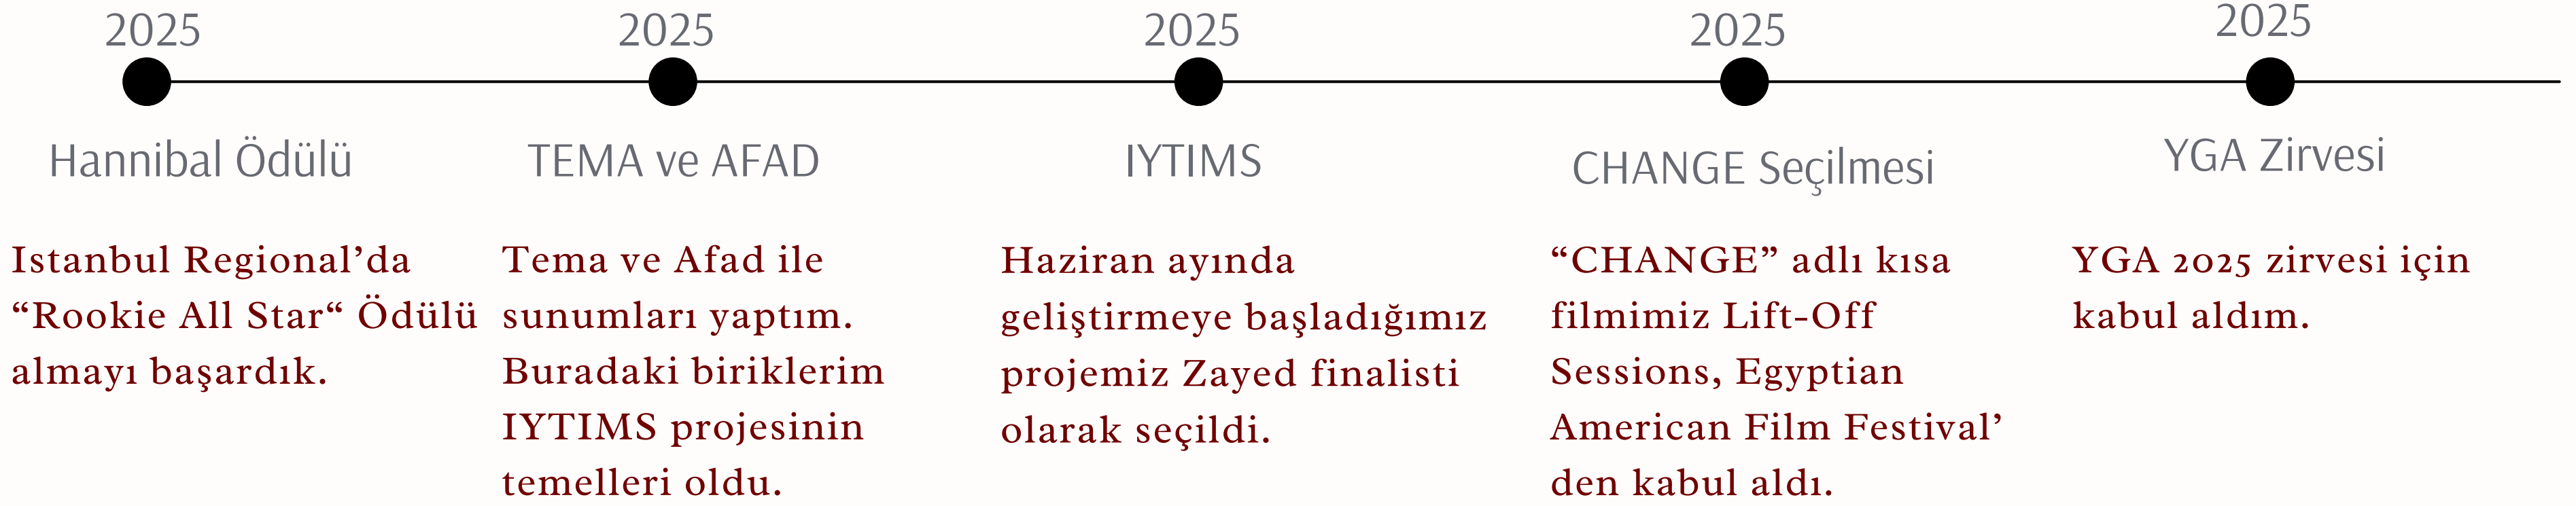 2025
Hannibal Ödülü
Istanbul Regional’da
“Rookie All Star“ Ödülü
almayı başardık.
2025
TEMA ve AFAD
Tema ve Afad ile
sunumları yaptım.
Buradaki biriklerim
IYTIMS projesinin
temelleri oldu.
2025
IYTIMS
Haziran ayında
geliştirmeye başladığımız
projemiz Zayed finalisti
olarak seçildi.
2025
CHANGE Seçilmesi
“CHANGE” adlı kısa
filmimiz Lift-Off
Sessions, Egyptian
American Film Festival’
den kabul aldı.
2025
YGA Zirvesi
YGA 2025 zirvesi için
kabul aldım.